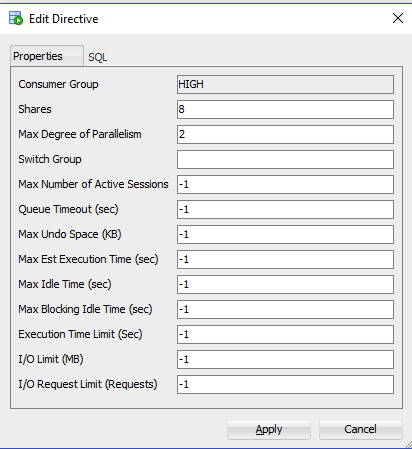 Edit Directive
Properties SQL
Consumer Group HIGH
Shares 8
Max Degree of Parallelism 2
Switch Group
Max Number of Active Sessions -1
Queue Timeout (sec) -1
Max Undo Space (KB) -1
Max Est Execution Time (sec) -1
Max Idle Time (sec) -1
Max Blocking Idle Time (sec) -1
Execution Time Limit (Sec) -1
I/O Limit (MB) -1
I/O Request Limit (Requests) -1
Apply Cancel